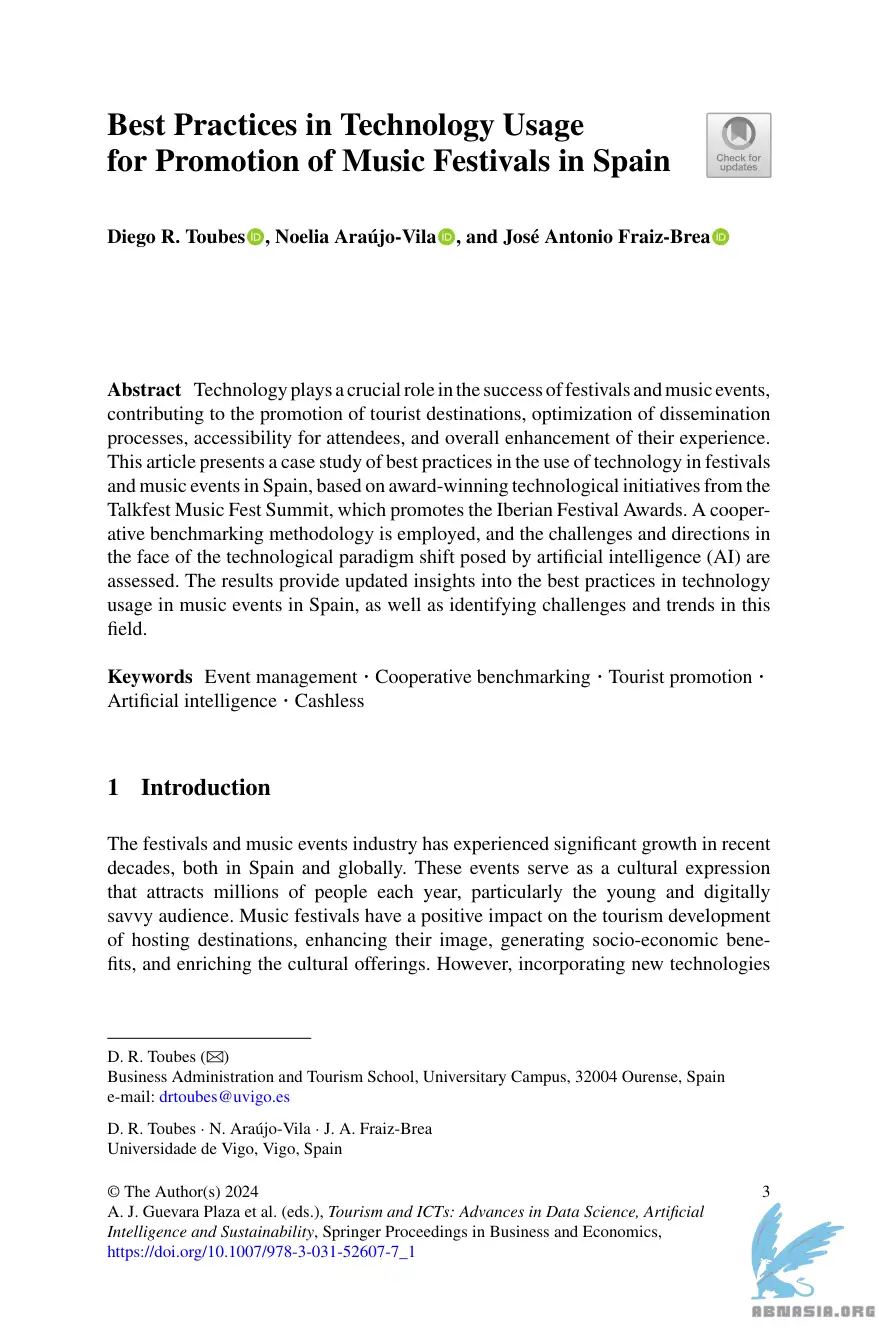 Best Practices in Technology Usage
for Promotion of Music Festivals in Spain
Check for
updates
Diego R. Toubes iD, Noelia Araújo-Vila iD, and José Antonio Fraiz-Brea iD
Abstract Technology plays a crucial role in the success of festivals and music events,
contributing to the promotion of tourist destinations, optimization of dissemination
processes, accessibility for attendees, and overall enhancement of their experience.
This article presents a case study of best practices in the use of technology in festivals
and music events in Spain, based on award-winning technological initiatives from the
Talkfest Music Fest Summit, which promotes the Iberian Festival Awards. A cooper-
ative benchmarking methodology is employed, and the challenges and directions in
the face of the technological paradigm shift posed by artificial intelligence (AI) are
assessed. The results provide updated insights into the best practices in technology
usage in music events in Spain, as well as identifying challenges and trends in this
field.
Keywords Event management · Cooperative benchmarking · Tourist promotion ·
Artificial intelligence · Cashless
1 Introduction
The festivals and music events industry has experienced significant growth in recent
decades, both in Spain and globally. These events serve as a cultural expression
that attracts millions of people each year, particularly the young and digitally
savvy audience. Music festivals have a positive impact on the tourism development
of hosting destinations, enhancing their image, generating socio-economic bene-
fits, and enriching the cultural offerings. However, incorporating new technologies
D. R. Toubes (✉)
Business Administration and Tourism School, Universitary Campus, 32004 Ourense, Spain
e-mail: drtoubes@uvigo.es
D. R. Toubes · N. Araújo-Vila · J. A. Fraiz-Brea
Universidade de Vigo, Vigo, Spain
© The Author(s) 2024 3
A. J. Guevara Plaza et al. (eds.), Tourism and ICTs: Advances in Data Science, Artificial
Intelligence and Sustainability, Springer Proceedings in Business and Economics,
https://doi.org/10.1007/978-3-031-52607-7_1
ABNASIA.ORG